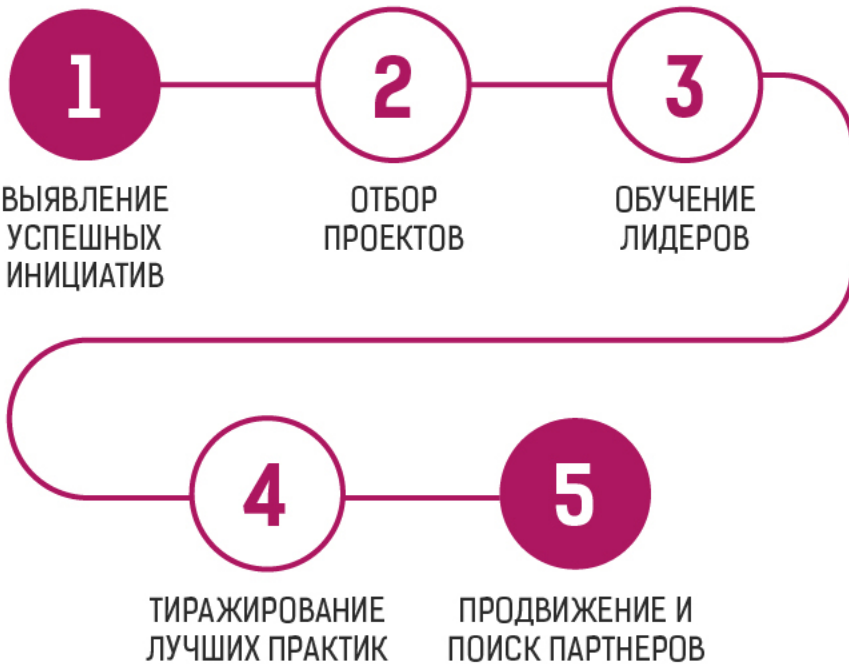 1
2
3
ВЫЯВЛЕНИЕ
УСПЕШНЫХ
ИНИЦИАТИВ
ОТБОР
ПРОЕКТОВ
ОБУЧЕНИЕ
ЛИДЕРОВ
4
5
ТИРАЖИРОВАНИЕ
ЛУЧШИХ ПРАКТИК
ПРОДВИЖЕНИЕ И
ПОИСК ПАРТНЕРОВ